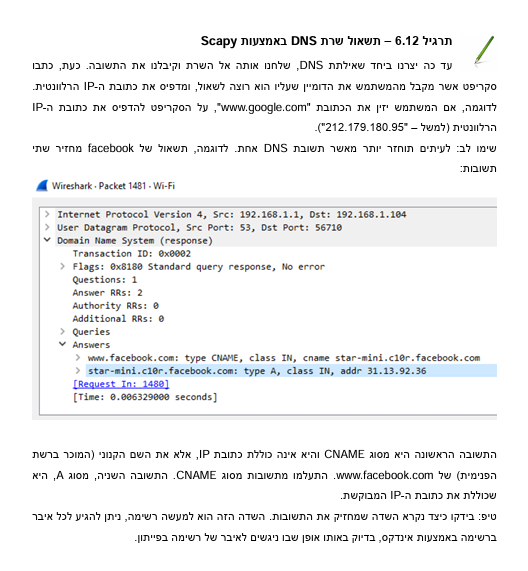 תרגיל 6.12 – תשאול שרת DNS באמצעות Scapy
עד כה יצרנו ביחד שאילתת DNS, שלחנו אותה אל השרת וקיבלנו את התשובה. כעת, כתבו
סקריפט אשר מקבל מהמשתמש את הדומיין שעליו הוא רוצה לשאול, ומדפיס את כתובת ה-IP הרלוונטית.
לדוגמה, אם המשתמש יזין את הכתובת "www.google.com", על הסקריפט להדפיס את כתובת ה-IP
הרלוונטית (למשל – "212.179.180.95").
שימו לב: לעיתים תוחזר יותר מאשר תשובת DNS אחת. לדוגמה, תשאול של facebook מחזיר שתי
תשובות:
Wireshark · Packet 1481 · Wi-Fi
Internet Protocol Version 4, Src: 192.168.1.1, Dst: 192.168.1.104
User Datagram Protocol, Src Port: 53, Dst Port: 56710
Domain Name System (response)
Transaction ID: 0x0002
Flags: 0x8180 Standard query response, No error
Questions: 1
Answer RRs: 2
Authority RRs: 0
Additional RRs: 0
Queries
Answers
www.facebook.com: type CNAME, class IN, cname star-mini.c10r.facebook.com
star-mini.c10r.facebook.com: type A, class IN, addr 31.13.92.36
[Request In: 1480]
[Time: 0.006329000 seconds]
התשובה הראשונה היא מסוג CNAME והיא אינה כוללת כתובת IP, אלא את השם הקנוני (המוכר ברשת
הפנימית) של www.facebook.com. התעלמו מתשובות מסוג CNAME. התשובה השניה, מסוג A, היא
שכוללת את כתובת ה-IP המבוקשת.
טיפ: בידקו כיצד נקרא השדה שמחזיק את התשובות. השדה הזה הוא למעשה רשימה, ניתן להגיע לכל איבר
ברשימה באמצעות אינדקס, בדיוק באותו אופן שבו ניגשים לאיבר של רשימה בפייתון.